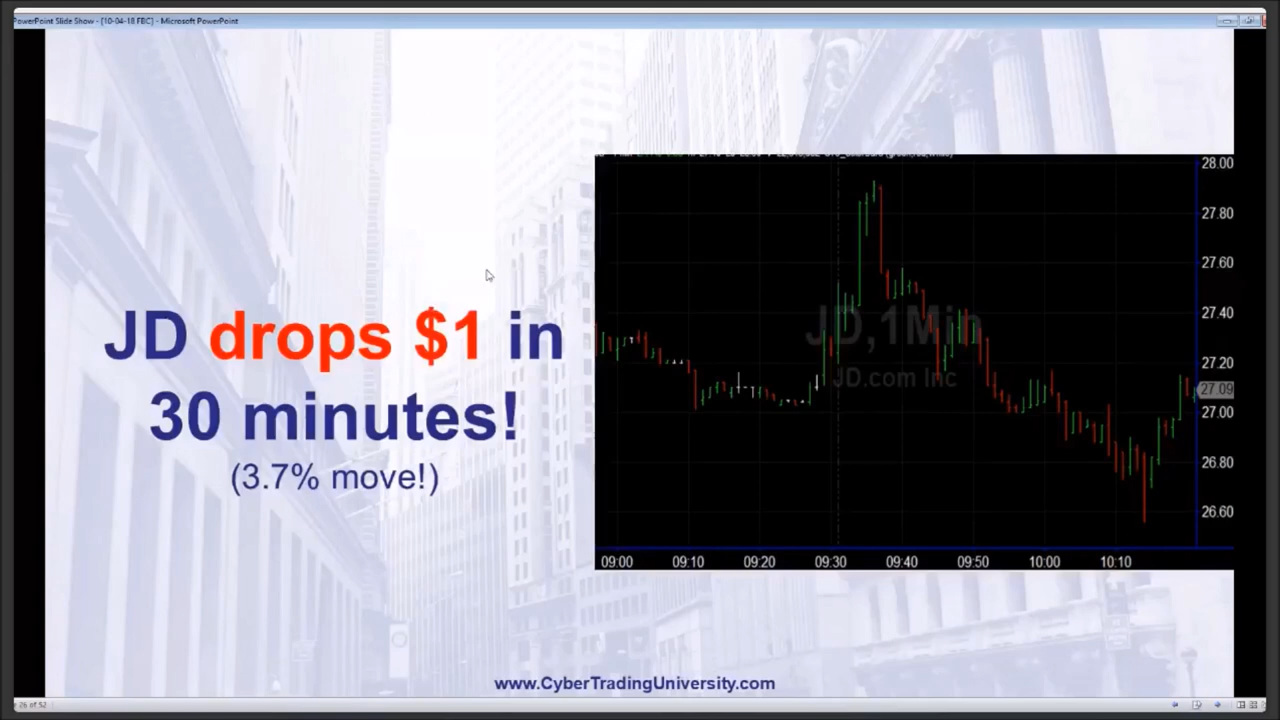 PowerPoint Slide Show - [10-04-18 FBC] - Microsoft PowerPoint
JD drops $1 in
30 minutes!
(3.7% move!)
JD,1Min
JD.com Inc
28.00
27.80
27.60
27.40
27.20
27.09
27.00
26.80
26.60
09:00 09:10 09:20 09:30 09:40 09:50 10:00 10:10
www.CyberTradingUniversity.com
26 of 52